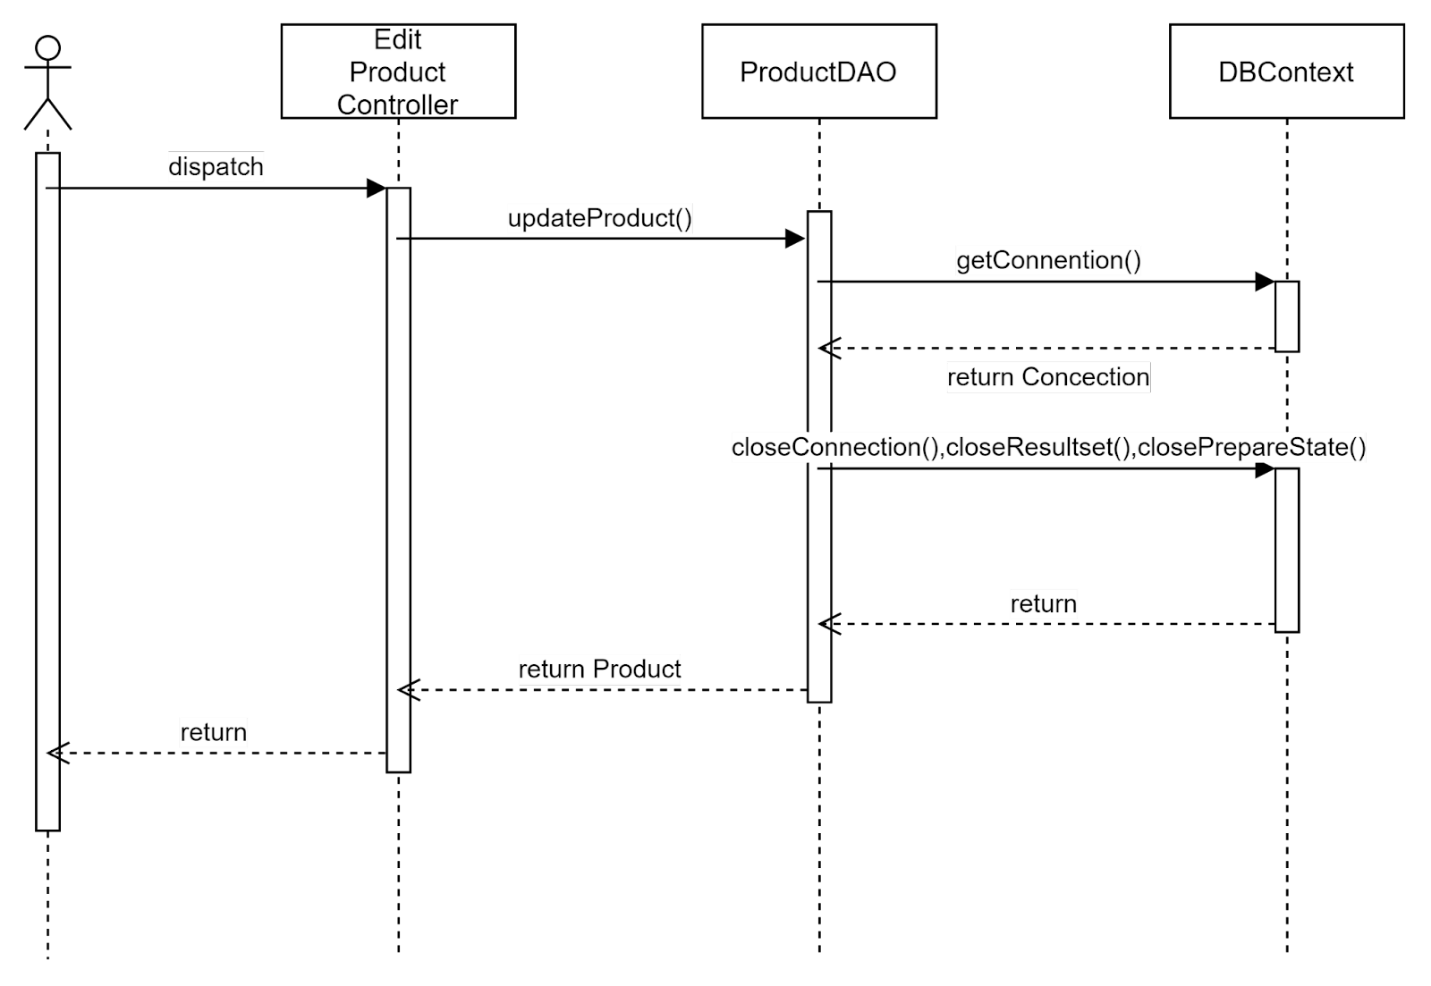 Edit
Product
Controller
ProductDAO
DBContext
dispatch
updateProduct()
getConnention()
return Concection
closeConnection(),closeResultset(),closePrepareState()
return
return Product
return